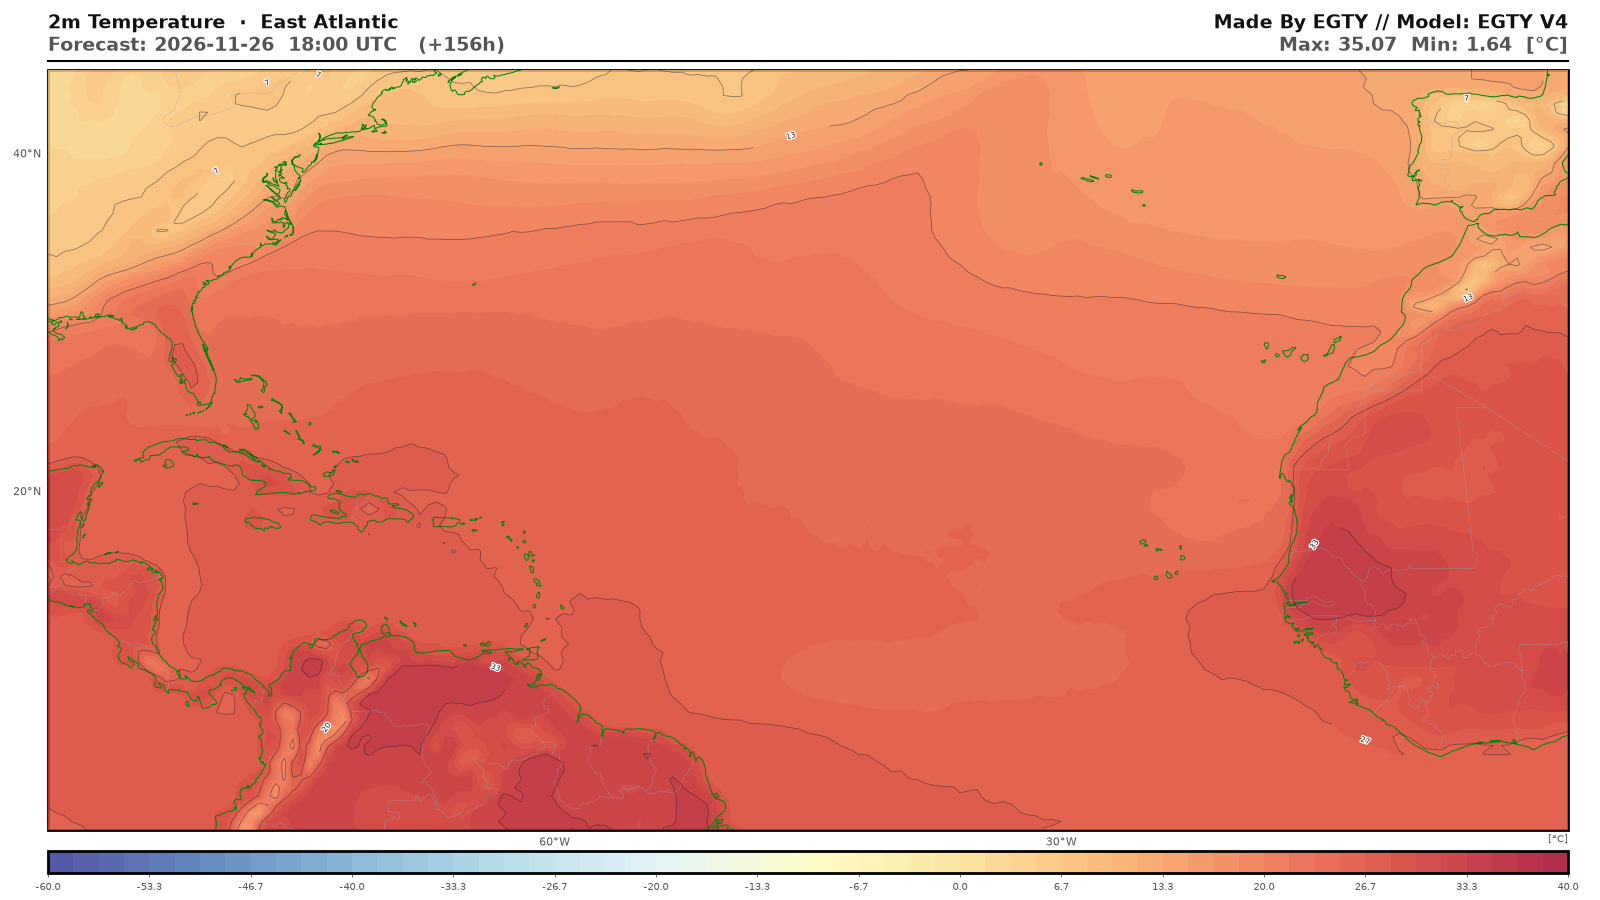 2m Temperature · East Atlantic
Made By EGTY // Model: EGTY V4
Forecast: 2026-11-26 18:00 UTC (+156h)
Max: 35.07 Min: 1.64 [°C]
7
7
7
13
7
40°N
13
20°N
33
33
20
27
60°W
30°W
[°C]
-60.0 -53.3 -46.7 -40.0 -33.3 -26.7 -20.0 -13.3 -6.7 0.0 6.7 13.3 20.0 26.7 33.3 40.0